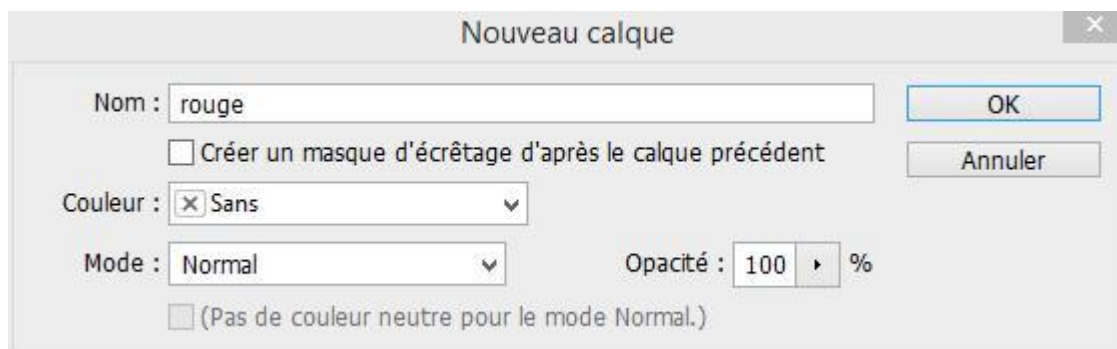 Nouveau calque
Nom : rouge
OK
Créer un masque d'écrêtage d'après le calque précédent
Annuler
Couleur : Sans
Mode : Normal Opacité : 100 %
(Pas de couleur neutre pour le mode Normal.)